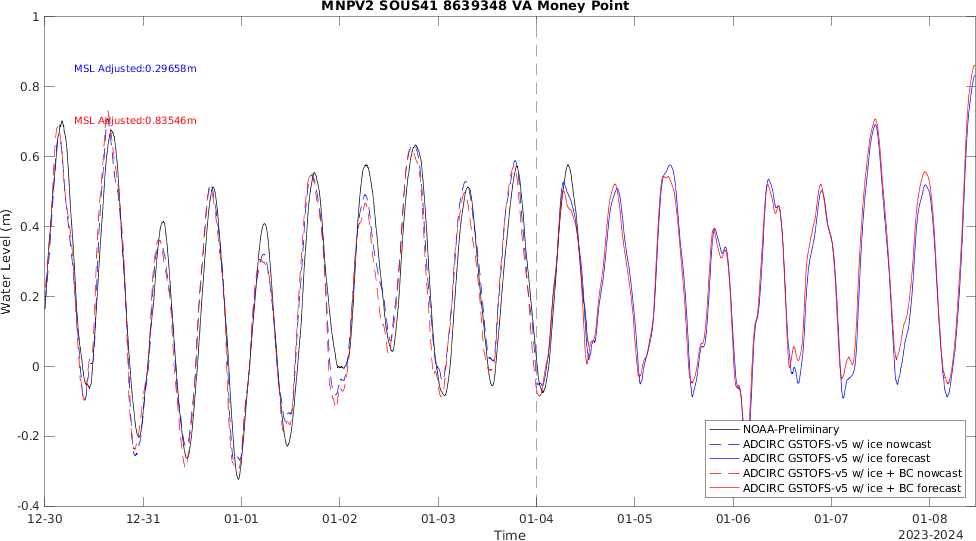 MNPV2 SOUS41 8639348 VA Money Point
1
0.8
0.6
0.4
0.2
0
-0.2
-0.4
Water Level (m)
MSL Adjusted:0.29658m
MSL Adjusted:0.83546m
NOAA-Preliminary
ADCIRC GSTOFS-v5 w/ ice nowcast
ADCIRC GSTOFS-v5 w/ ice forecast
ADCIRC GSTOFS-v5 w/ ice + BC nowcast
ADCIRC GSTOFS-v5 w/ ice + BC forecast
12-30 12-31 01-01 01-02 01-03 01-04 01-05 01-06 01-07 01-08
Time
2023-2024